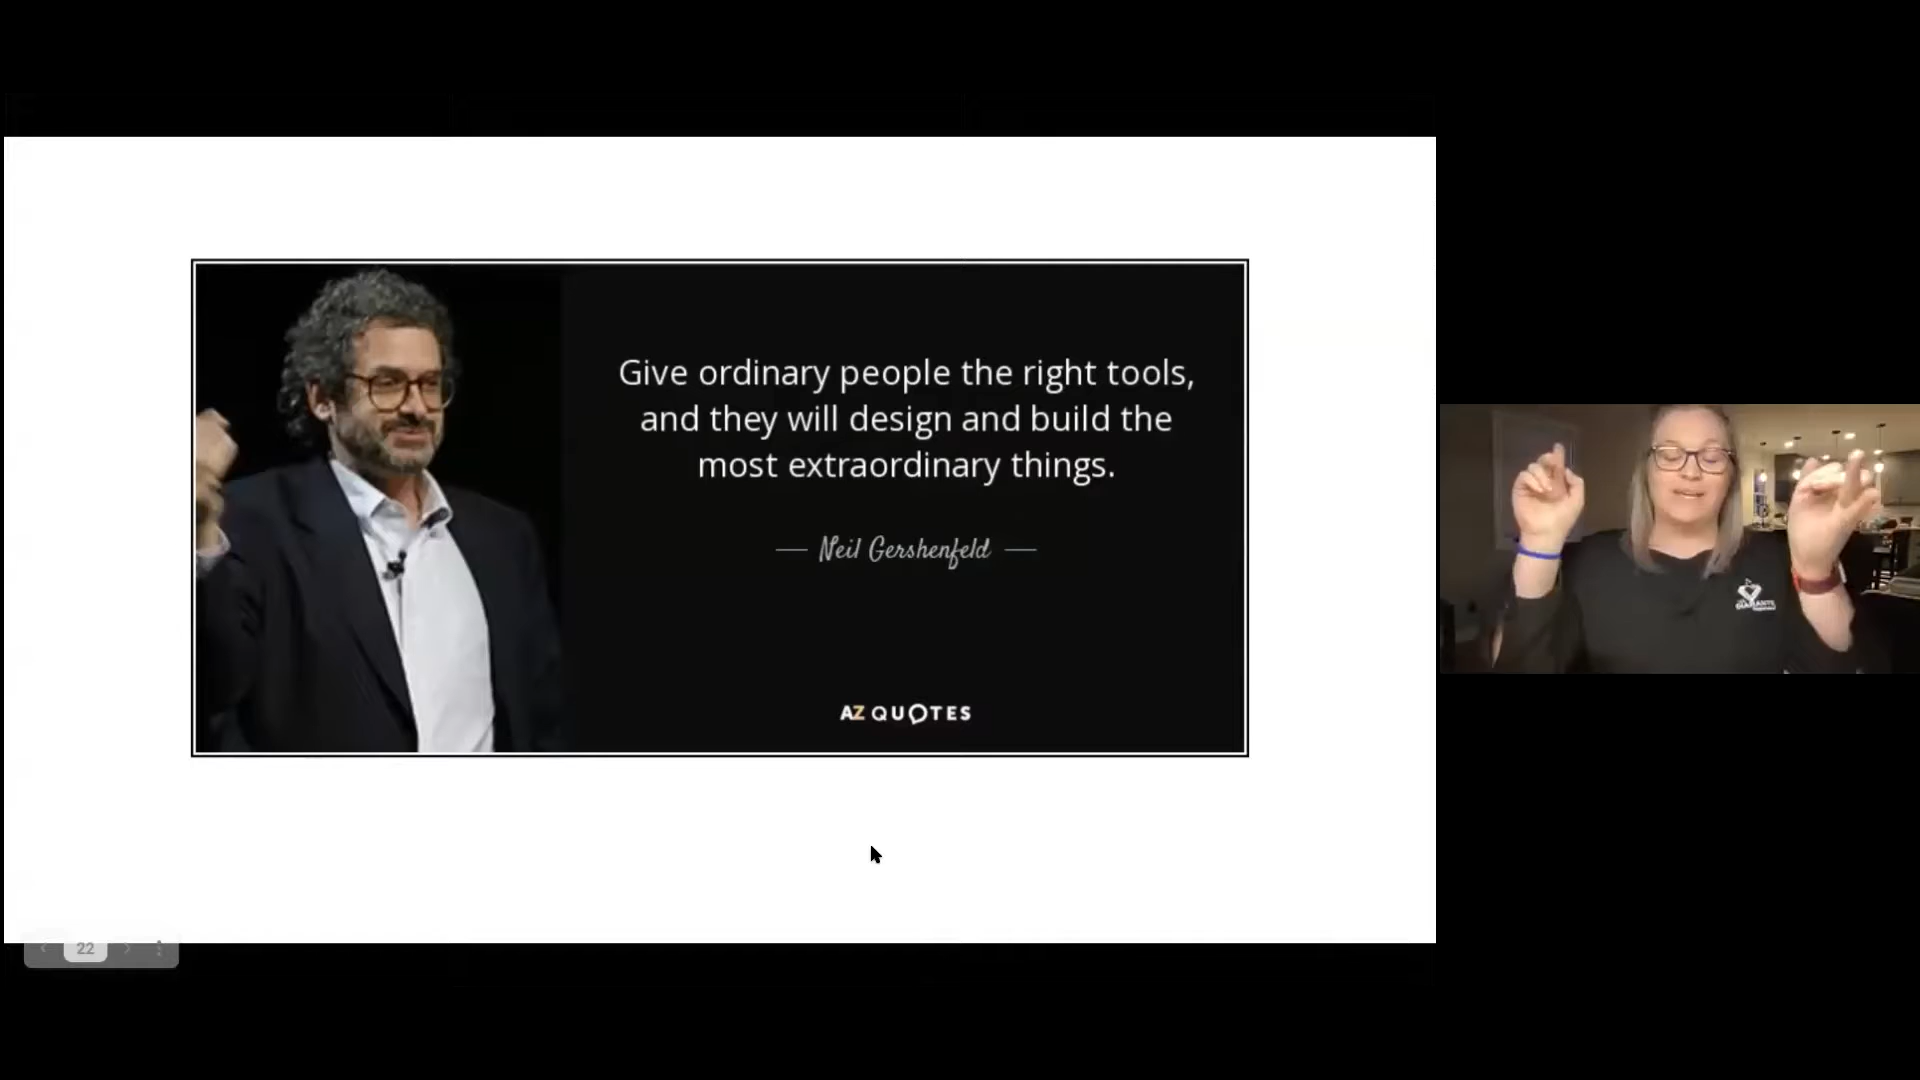 Give ordinary people the right tools,
and they will design and build the
most extraordinary things.
— Neil Gershenfeld —
AZ QUOTES
DIAMANTE
22